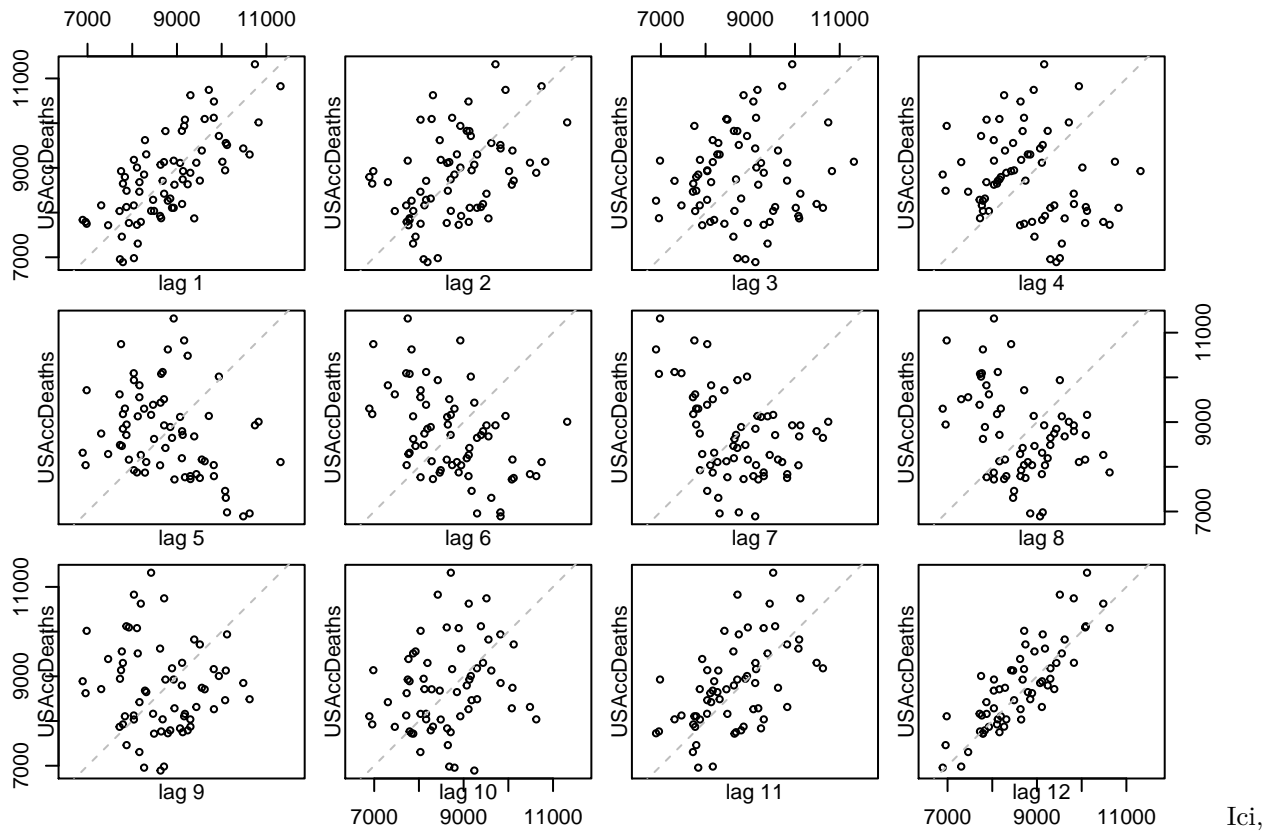 7000 9000 11000 7000 9000 11000
7000 9000 11000
USAccDeaths USAccDeaths USAccDeaths USAccDeaths
lag 1 lag 2 lag 3 lag 4
USAccDeaths USAccDeaths USAccDeaths USAccDeaths
7000 9000 11000
lag 5 lag 6 lag 7 lag 8
7000 9000 11000
USAccDeaths USAccDeaths USAccDeaths USAccDeaths
lag 9 lag 10 lag 11 lag 12
7000 9000 11000 7000 9000 11000
Ici,